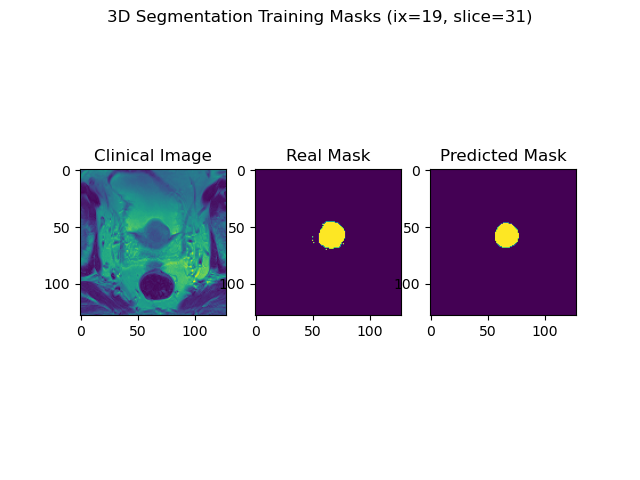 3D Segmentation Training Masks (ix=19, slice=31)
Clinical Image Real Mask Predicted Mask
0 0 0
50 50 50
100 100 100
0 50 100 0 50 100 0 50 100